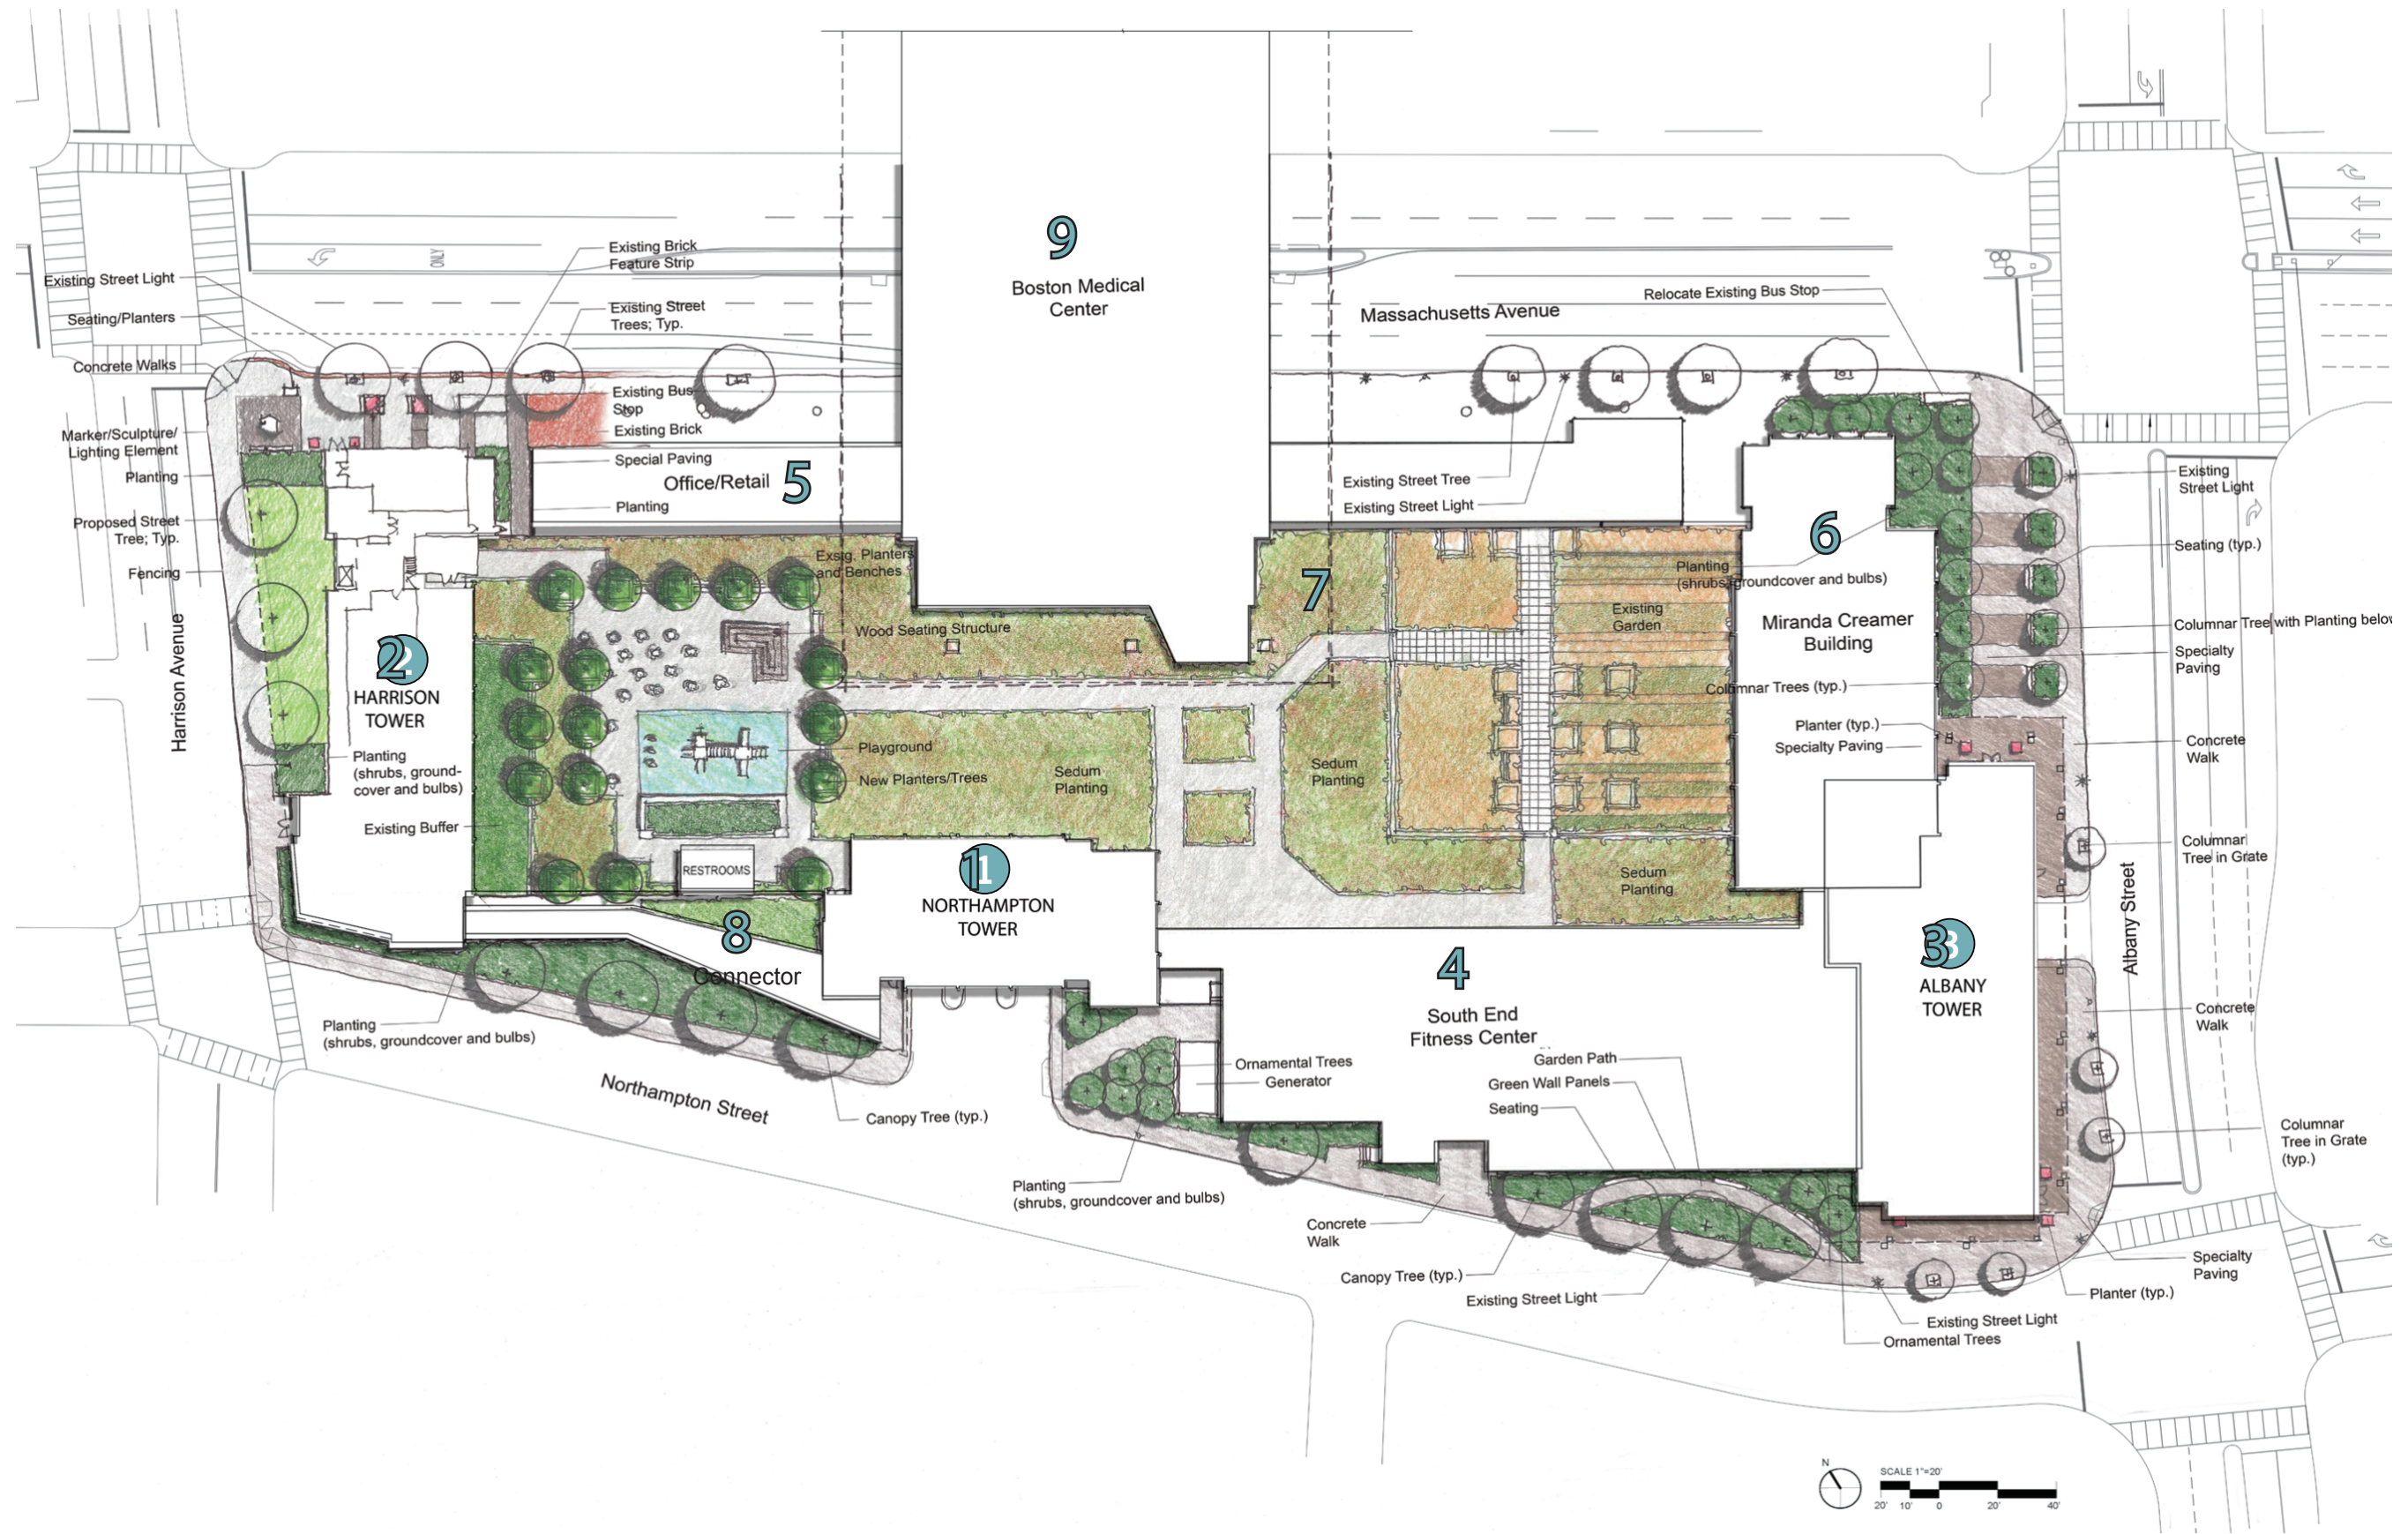 9
Boston Medical
Center
Existing Brick
Feature Strip
ONLY
Existing Street Light
Seating/Planters
Concrete Walks
Existing Street
Trees; Typ.
Massachusetts Avenue
Relocate Existing Bus Stop
Existing Bus
Stop
Existing Brick
Marker/Sculpture/
Lighting Element
Planting
Special Paving
Office/Retail
5
Planting
Proposed Street
Tree; Typ.
Fencing
Existing Street Tree
Existing Street Light
Existing
Street Light
Seating (typ.)
6
Planting
(shrubs, groundcover and bulbs)
Exstg. Planters
and Benches
7
Existing
Garden
Miranda Creamer
Building
Columnar Tree with Planting below
Specialty
Paving
Wood Seating Structure
Harrison Avenue
2
2
HARRISON
TOWER
Columnar Trees (typ.)
Planter (typ.)
Specialty Paving
Concrete
Walk
Planting
(shrubs, ground-
cover and bulbs)
Existing Buffer
Playground
New Planters/Trees
Sedum
Planting
Sedum
Planting
Sedum
Planting
Columnar
Tree in Grate
RESTROOMS
1
1
NORTHAMPTON
TOWER
8
Connector
Albany Street
4
South End
Fitness Center
3
3
ALBANY
TOWER
Concrete
Walk
Planting
(shrubs, groundcover and bulbs)
Northampton Street
Canopy Tree (typ.)
Ornamental Trees
Generator
Garden Path
Green Wall Panels
Seating
Columnar
Tree in Grate
(typ.)
Planting
(shrubs, groundcover and bulbs)
Concrete
Walk
Canopy Tree (typ.)
Existing Street Light
Specialty
Paving
Planter (typ.)
Existing Street Light
Ornamental Trees
N
SCALE 1"=20'
20' 10' 0 20' 40'